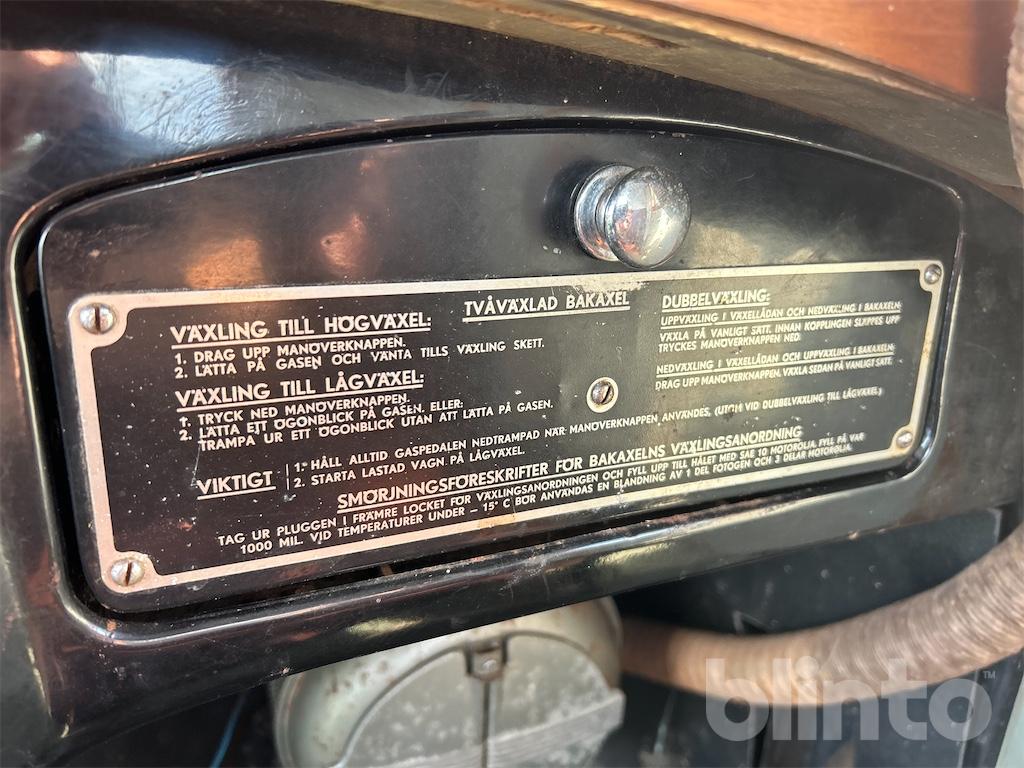 TVÅVÄXLAD BAKAXEL
VÄXLING TILL HÖGVÄXEL:
1. DRAG UPP MANÖVERKNAPPEN.
2. LÄTTA PÅ GASEN OCH VÄNTA TILLS VÄXLING SKETT.
VÄXLING TILL LÅGVÄXEL:
1. TRYCK NED MANÖVERKNAPPEN.
2. LÄTTA ETT ÖGONBLICK PÅ GASEN. ELLER:
TRAMPA UR ETT ÖGONBLICK UTAN ATT LÄTTA PÅ GASEN.
DUBBELVÄXLING:
UPPVÄXLING I VÄXELLÅDAN OCH NEDVÄXLING I BAKAXELN:
VÄXLA PÅ VANLIGT SÄTT. INNAN KOPPLINGEN SLÄPPES UPP
TRYCKES MANÖVERKNAPPEN NED.
NEDVÄXLING I VÄXELLÅDAN OCH UPPVÄXLING I BAKAXELN:
DRAG UPP MANÖVERKNAPPEN. VÄXLA SEDAN PÅ VANLIGT SÄTT.
VIKTIGT
1. HÅLL ALLTID GASPEDALEN NEDTRAMPAD NÄR MANÖVERKNAPPEN ANVÄNDES, (UTOM VID DUBBELVÄXLING TILL LÅGVÄXEL.)
2. STARTA LASTAD VAGN PÅ LÅGVÄXEL.
SMÖRJNINGSFÖRESKRIFTER FÖR BAKAXELNS VÄXLINGSANORDNING
TAG UR PLUGGEN I FRÄMRE LOCKET FÖR VÄXLINGSANORDNINGEN OCH FYLL UPP TILL HÅLET MED SAE 10 MOTOROLJA. FYLL PÅ VAR
1000 MIL. VID TEMPERATURER UNDER - 15° C BÖR ANVÄNDAS EN BLANDNING AV 1 DEL FOTOGEN OCH 3 DELAR MOTOROLJA.
blinto™